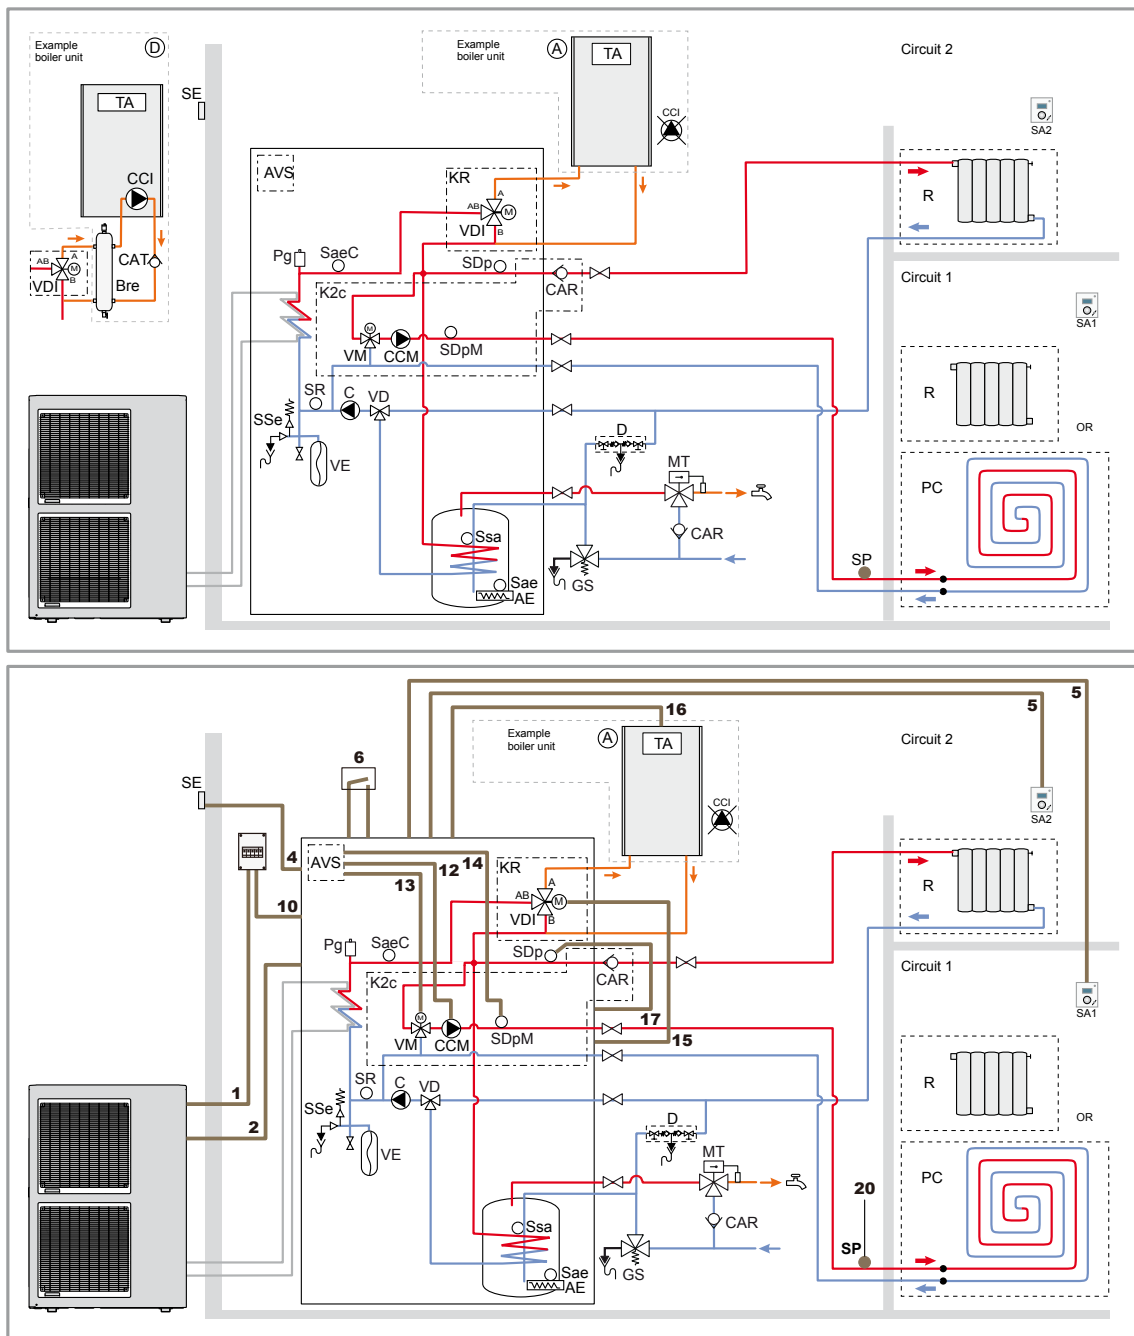 Example
boiler unit
D
TA
SE
CCI
CAT
AB
A
M
B
VDI
Bre
Example
boiler unit
A
TA
CCI
Circuit 2
SA2
R
AVS
KR
A
AB
M
VDI
B
Pg
SaeC
SDp
CAR
K2c
M
VM
CCM
SDpM
Circuit 1
SA1
R
OR
SR
C
VD
SSe
VE
D
MT
PC
Ssa
CAR
SP
Sae
AE
GS
5
5
16
Example
boiler unit
A
TA
CCI
Circuit 2
6
SE
SA2
4
AVS
14
12
13
KR
A
AB
M
VDI
B
R
10
Pg
SaeC
SDp
CAR
K2c
Circuit 1
SA1
M
VM
CCM
SDpM
17
15
1
2
SR
C
VD
SSe
VE
D
MT
R
OR
PC
20
Ssa
CAR
SP
Sae
AE
GS